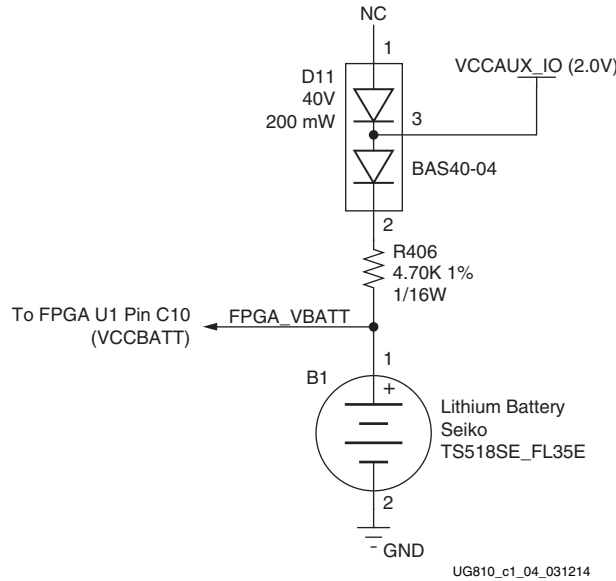 NC
1
D11
40V
200 mW
VCCAUX_IO (2.0V)
3
BAS40-04
2
R406
4.70K 1%
1/16W
To FPGA U1 Pin C10
(VCCBATT)
FPGA_VBATT
1
B1
+
Lithium Battery
Seiko
TS518SE_FL35E
2
GND
UG810_c1_04_031214